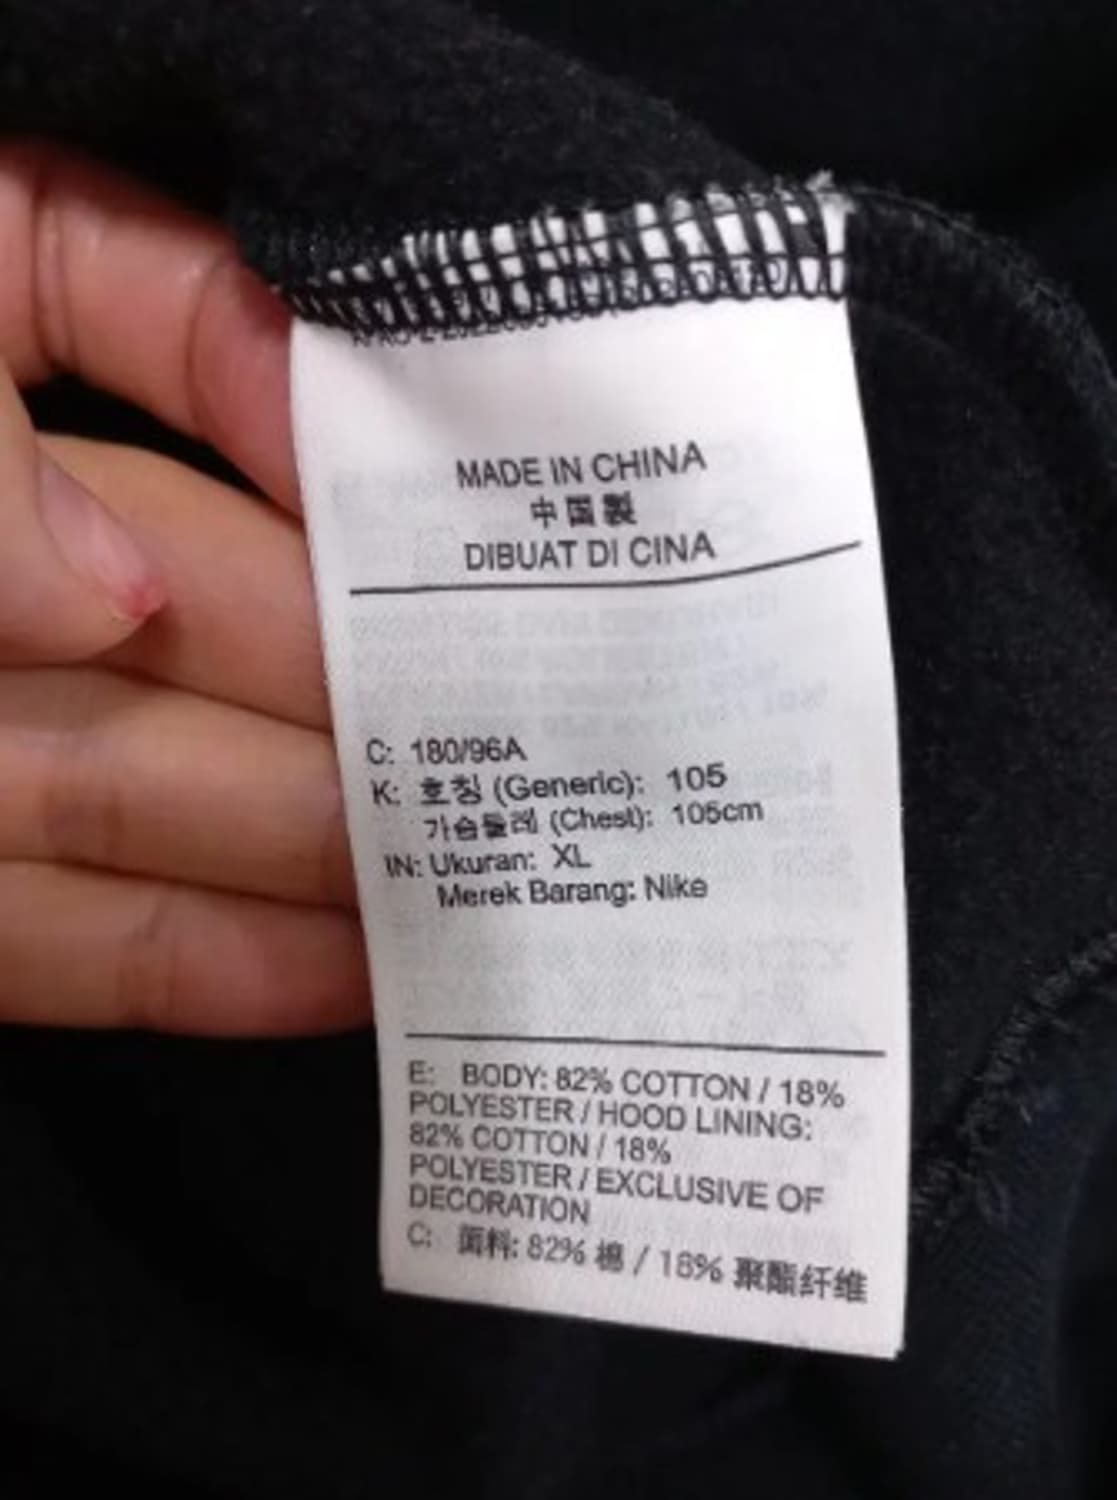 MADE IN CHINA
中国製
DIBUAT DI CINA
C: 180/96A
K: 호칭 (Generic): 105
가슴둘레 (Chest): 105cm
IN: Ukuran: XL
Merek Barang: Nike
E: BODY: 82% COTTON / 18%
POLYESTER / HOOD LINING:
82% COTTON / 18%
POLYESTER / EXCLUSIVE OF
DECORATION
C: 面料: 82% 棉 / 18% 聚酯纤维